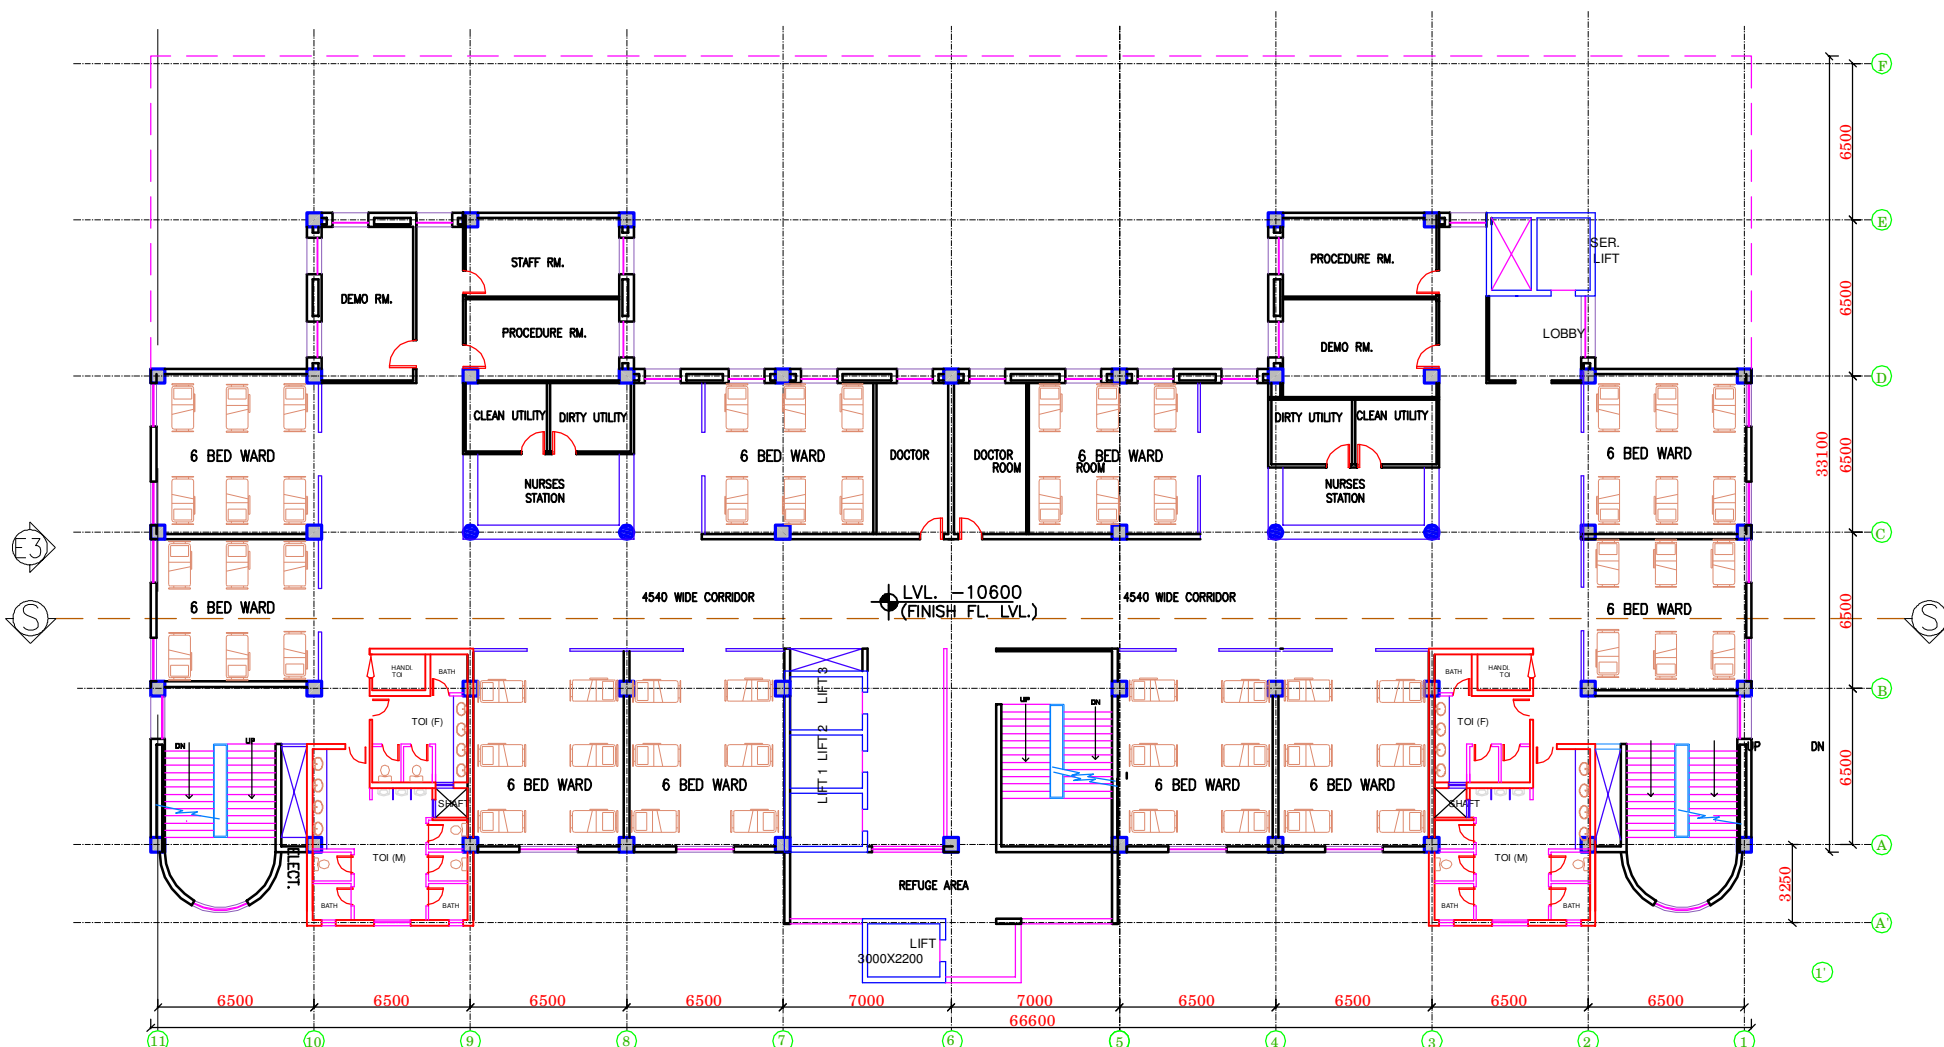 F
6500
E
SER.
LIFT
STAFF RM.
PROCEDURE RM.
DEMO RM.
6500
PROCEDURE RM.
LOBBY
DEMO RM.
D
CLEAN UTILITY
DIRTY UTILITY
DIRTY UTILITY
CLEAN UTILITY
6 BED WARD
6 BED WARD
DOCTOR
DOCTOR
ROOM
6 BED WARD
ROOM
6 BED WARD
33100
6500
NURSES
STATION
NURSES
STATION
C
E3
LVL. -10600
(FINISH FL. LVL.)
4540 WIDE CORRIDOR
4540 WIDE CORRIDOR
6 BED WARD
6 BED WARD
6500
S
S
HANDI.
TOI
BATH
BATH
HANDI.
TOI
LIFT 3
B
UP
DN
TOI (F)
TOI (F)
DN
UP
LIFT 2
UP
DN
6500
6 BED WARD
6 BED WARD
LIFT 1
6 BED WARD
6 BED WARD
SHAFT
SHAFT
A
ELECT.
TOI (M)
TOI (M)
REFUGE AREA
3250
BATH
BATH
BATH
BATH
A'
LIFT
3000X2200
1'
6500
6500
6500
6500
7000
7000
6500
6500
6500
6500
66600
11
10
9
8
7
6
5
4
3
2
1